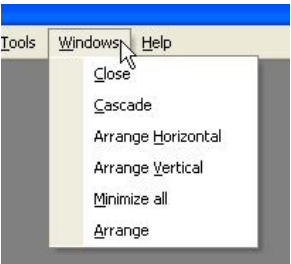 Tools Windows Help
Close
Cascade
Arrange Horizontal
Arrange Vertical
Minimize all
Arrange